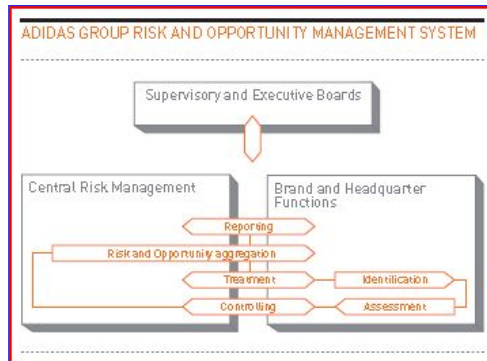 ADIDAS GROUP RISK AND OPPORTUNITY MANAGEMENT SYSTEM
Supervisory and Executive Boards
Central Risk Management
Brand and Headquarter
Functions
Reporting
Risk and Opportunity aggregation
Treatment
Identification
Controlling
Assessment